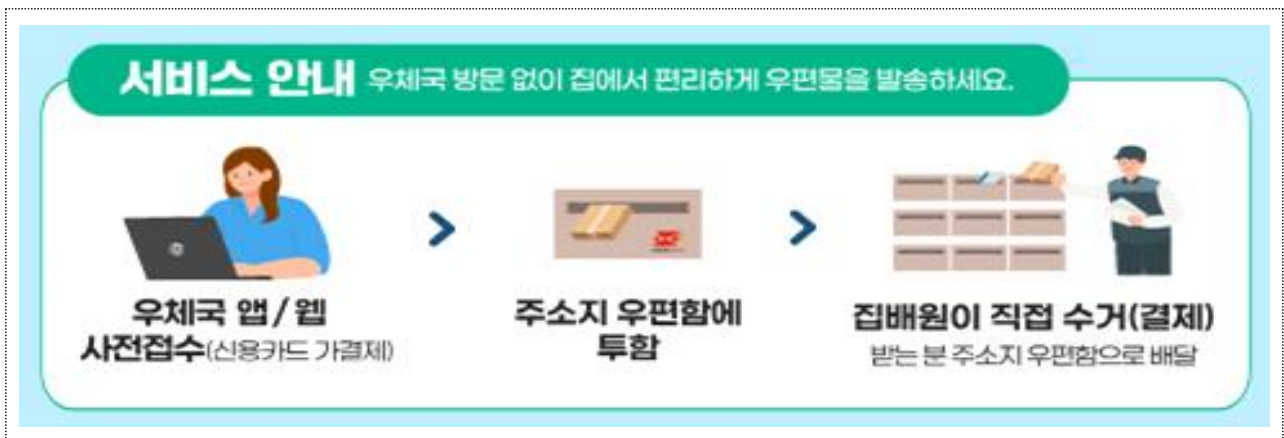 서비스 안내 우체국 방문 없이 집에서 편리하게 우편물을 발송하세요.
우체국 앱 / 웹
사전접수(신용카드 가결제)
주소지 우편함에
투함
집배원이 직접 수거(결제)
받는 분 주소지 우편함으로 배달